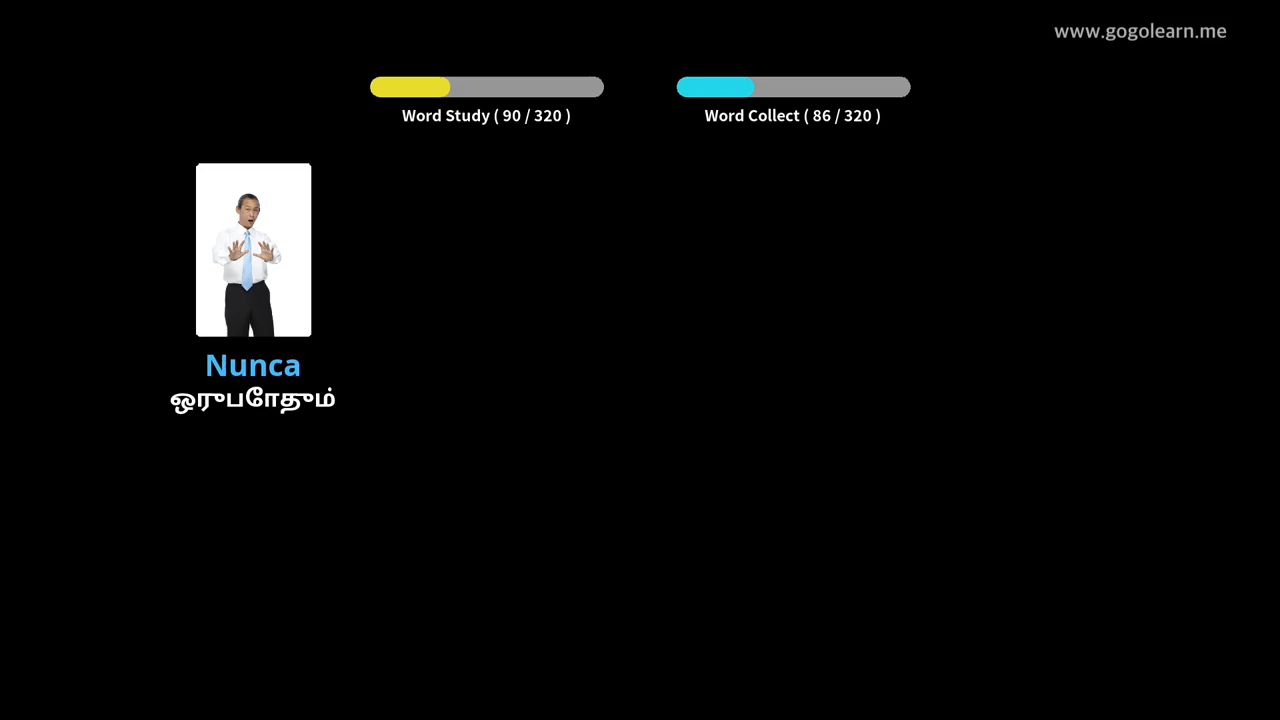 www.gogolearn.me
Word Study ( 90 / 320 )
Word Collect ( 86 / 320 )
Nunca
ஒருபோதும்